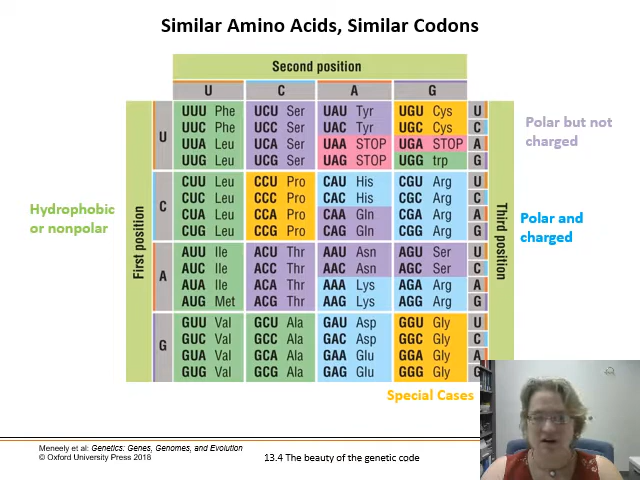 Similar Amino Acids, Similar Codons
Second position
U C A G
First position
Third position
U
UUU Phe UCU Ser UAU Tyr UGU Cys U
UUC Phe UCC Ser UAC Tyr UGC Cys C
UUA Leu UCA Ser UAA STOP UGA STOP A
UUG Leu UCG Ser UAG STOP UGG trp G
C
CUU Leu CCU Pro CAU His CGU Arg U
CUC Leu CCC Pro CAC His CGC Arg C
CUA Leu CCA Pro CAA Gln CGA Arg A
CUG Leu CCG Pro CAG Gln CGG Arg G
A
AUU Ile ACU Thr AAU Asn AGU Ser U
AUC Ile ACC Thr AAC Asn AGC Ser C
AUA Ile ACA Thr AAA Lys AGA Arg A
AUG Met ACG Thr AAG Lys AGG Arg G
G
GUU Val GCU Ala GAU Asp GGU Gly U
GUC Val GCC Ala GAC Asp GGC Gly C
GUA Val GCA Ala GAA Glu GGA Gly A
GUG Val GCG Ala GAG Glu GGG Gly G
Polar but not
charged
Hydrophobic
or nonpolar
Polar and
charged
Special Cases
Meneely et al: Genetics: Genes, Genomes, and Evolution
© Oxford University Press 2018
13.4 The beauty of the genetic code